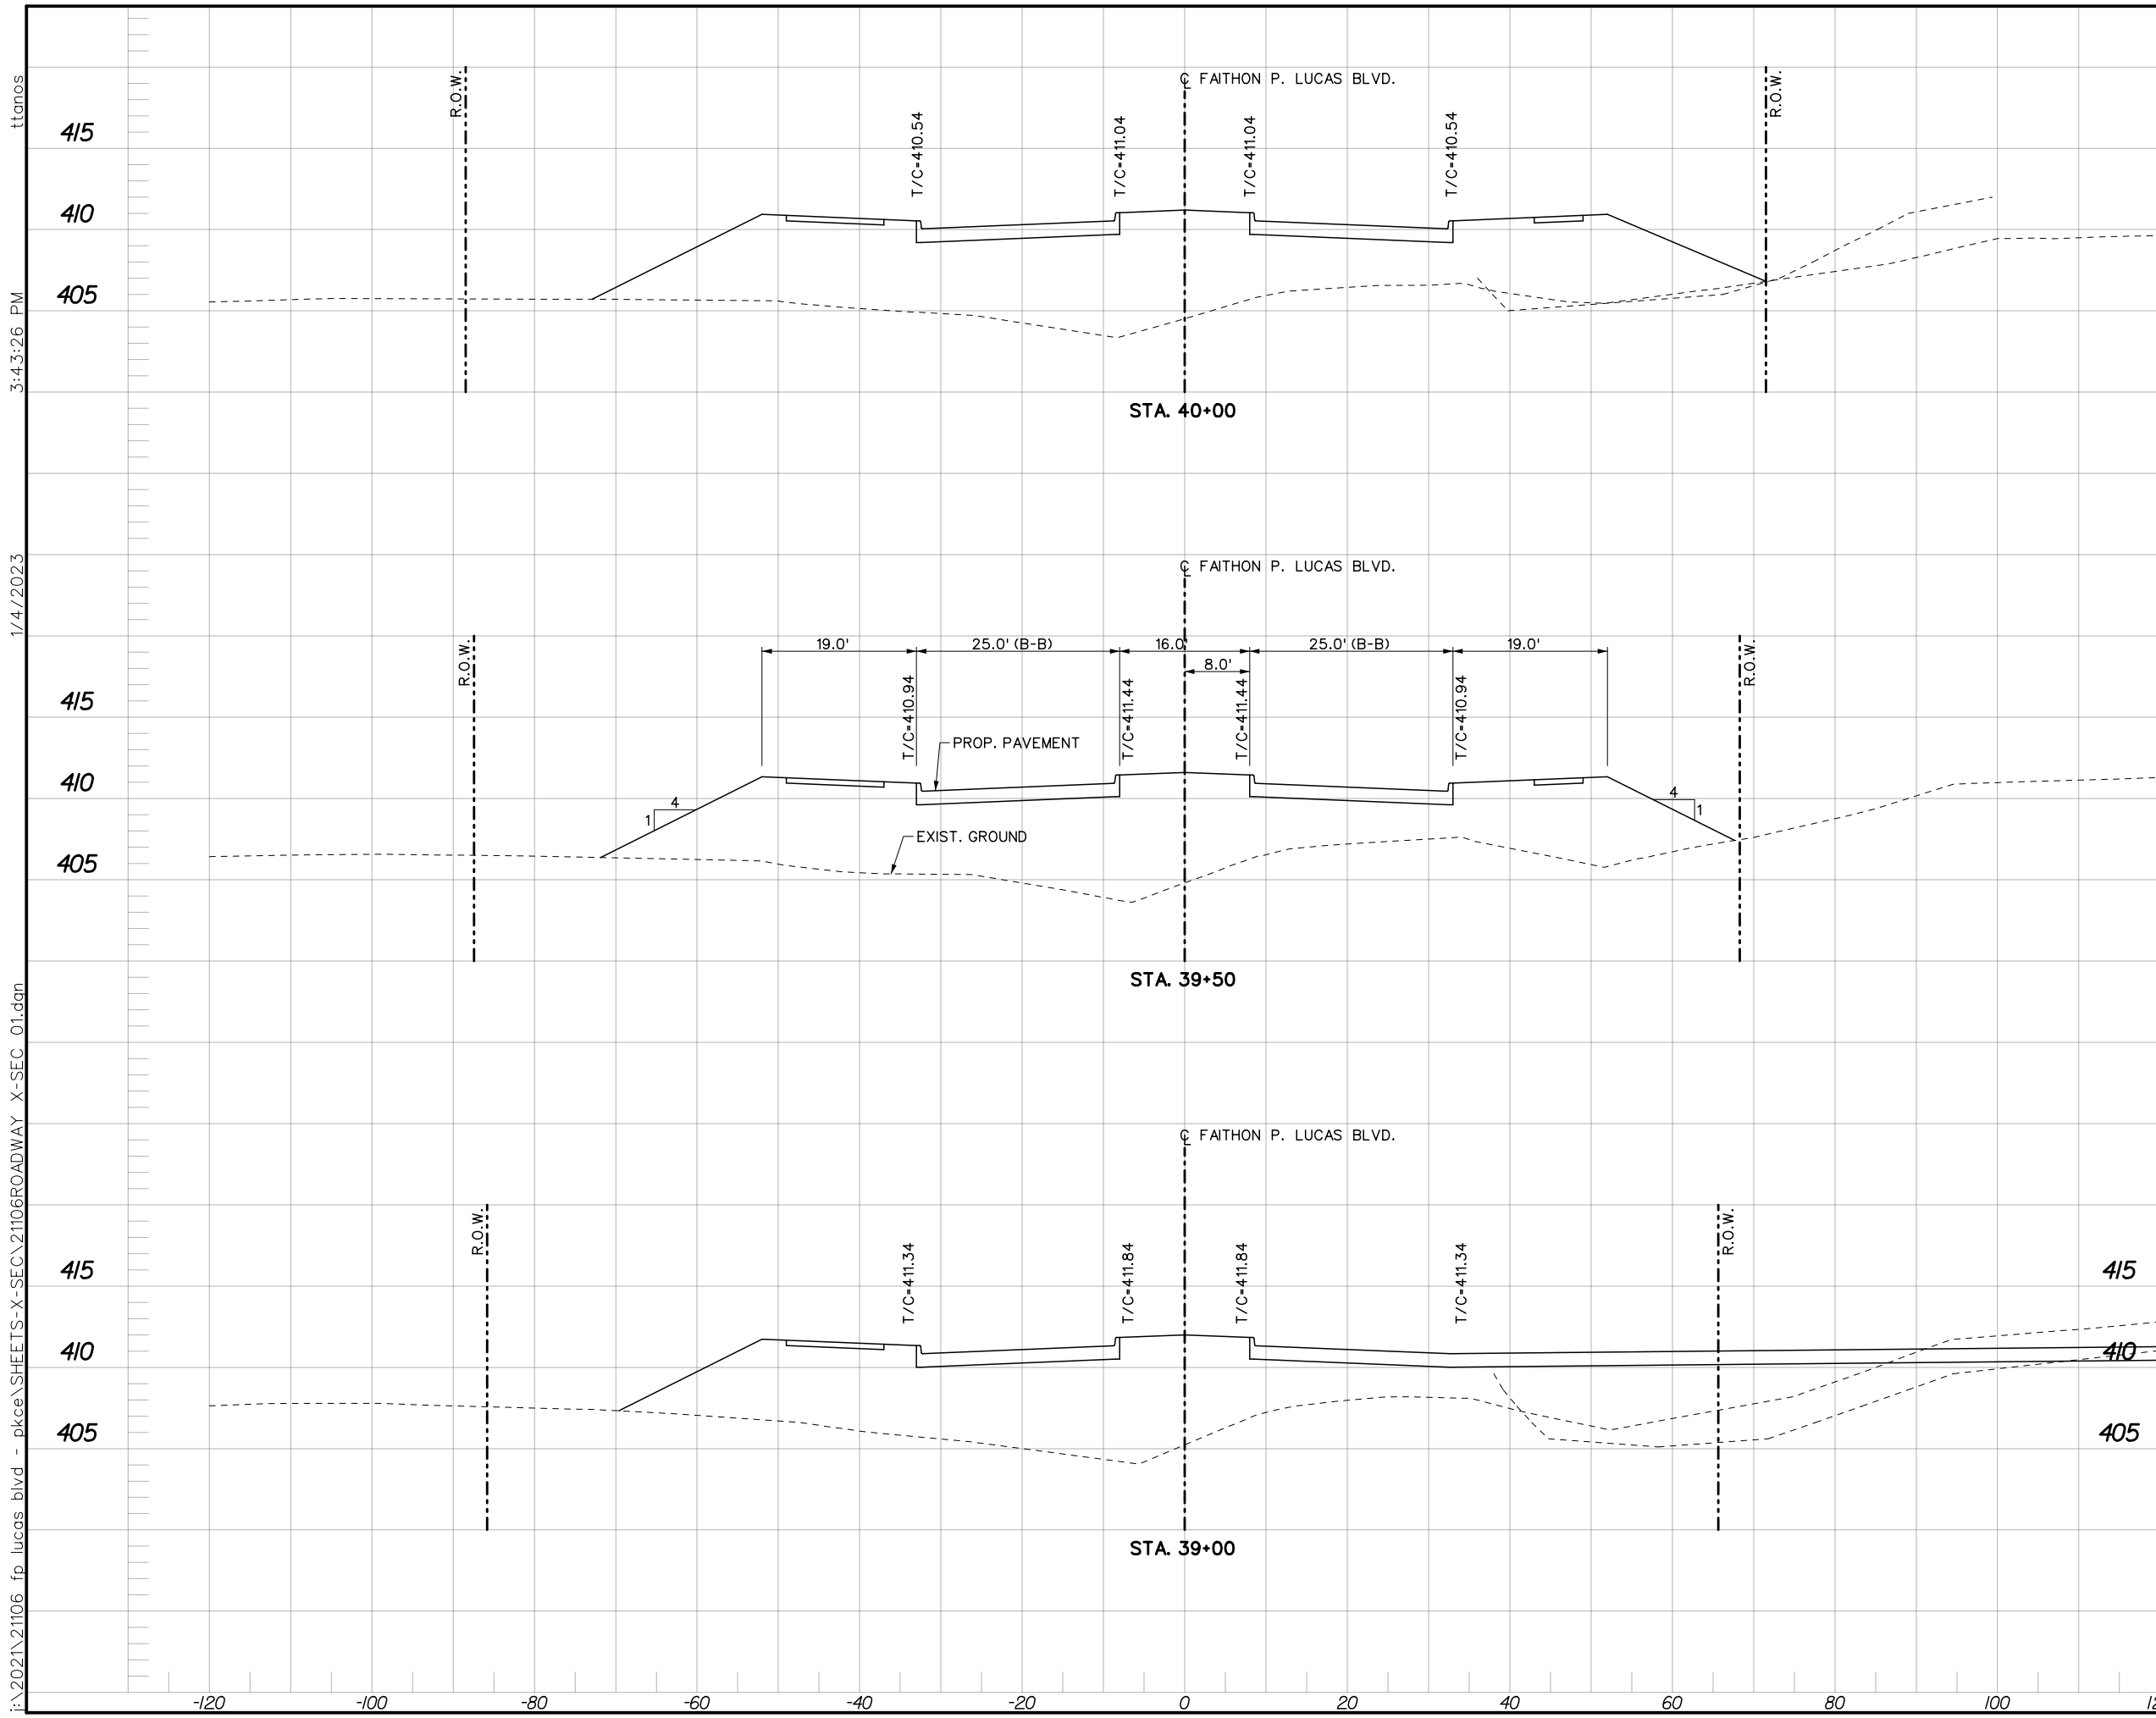 ℄ FAITHON P. LUCAS BLVD.
R.O.W.
R.O.W.
415
T/C=410.54
T/C=411.04
T/C=411.04
T/C=410.54
410
405
STA. 40+00
℄ FAITHON P. LUCAS BLVD.
R.O.W.
R.O.W.
19.0'
25.0' (B-B)
16.0'
25.0' (B-B)
19.0'
8.0'
415
T/C=410.94
T/C=411.44
T/C=411.44
T/C=410.94
PROP. PAVEMENT
410
4
1
4
1
EXIST. GROUND
405
STA. 39+50
℄ FAITHON P. LUCAS BLVD.
R.O.W.
R.O.W.
415
T/C=411.34
T/C=411.84
T/C=411.84
T/C=411.34
415
410
410
405
405
STA. 39+00
-120 -100 -80 -60 -40 -20 0 20 40 60 80 100
ttanos
3:43:26 PM
1/4/2023
j:\2021\21106 fp lucas blvd - pkce\SHEETS-X-SEC\21106ROADWAY X-SEC 01.dgn